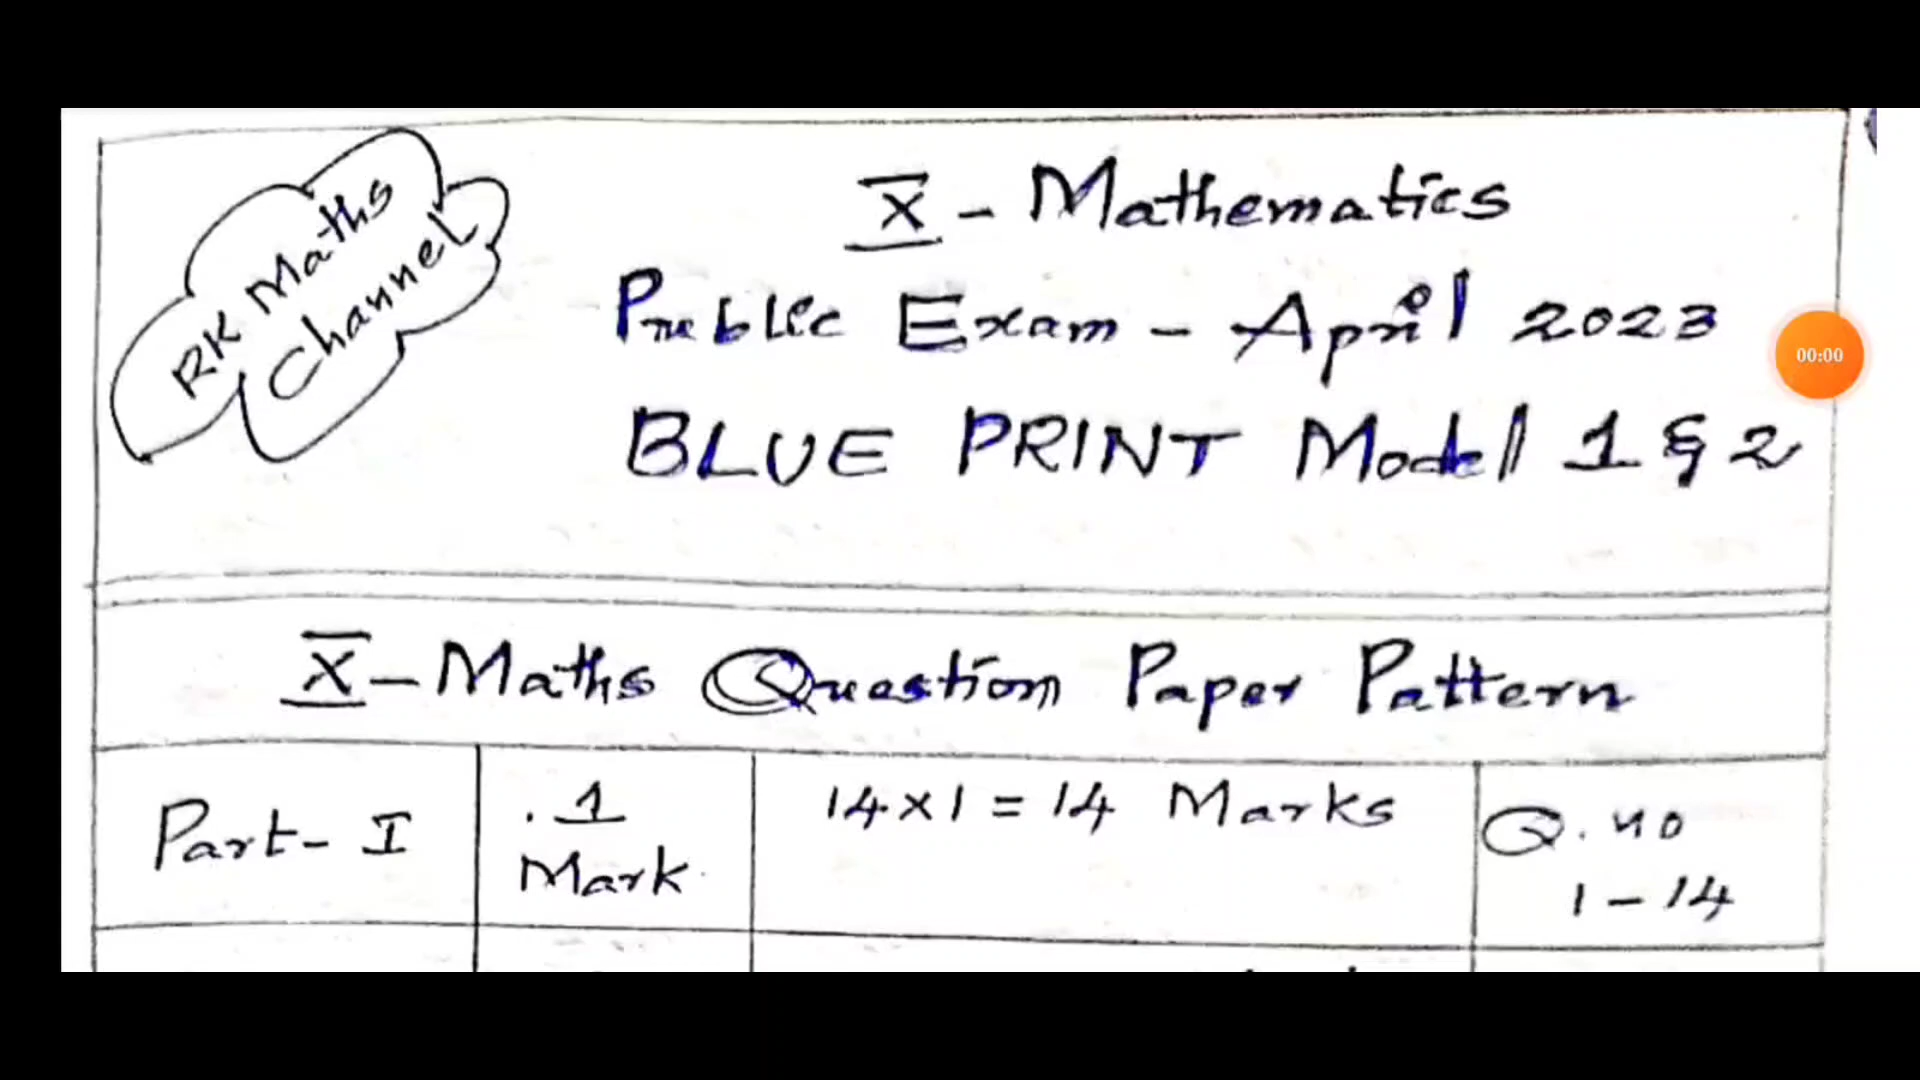 RK Maths
Channel
X - Mathematics
Public Exam - April 2023
BLUE PRINT Model 1 & 2
00:00
X - Maths Question Paper Pattern
Part - I
1
Mark
14 x 1 = 14 Marks
Q. no
1 - 14